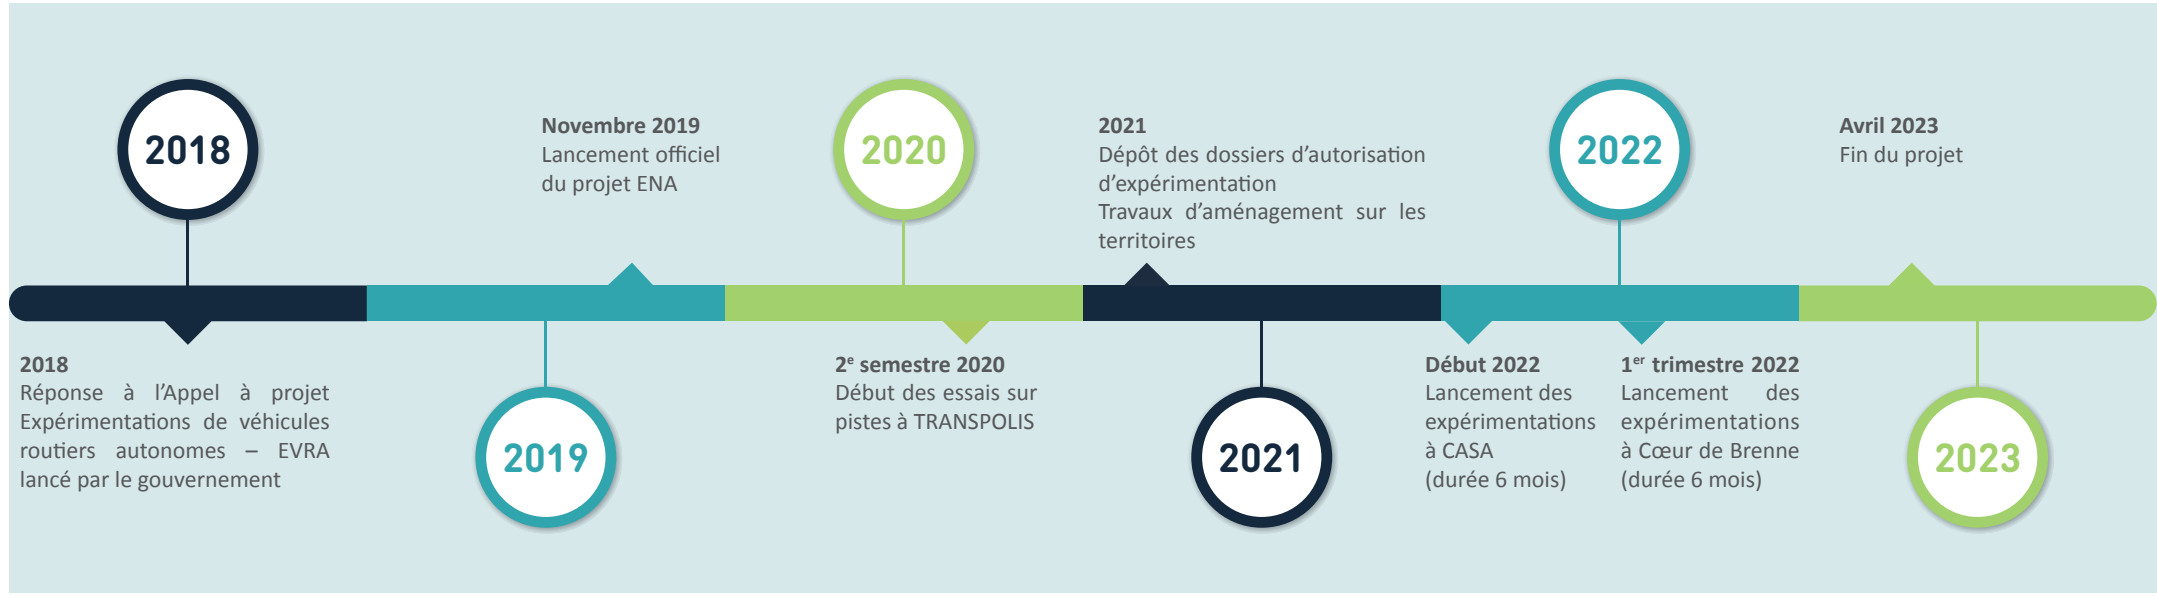 2018
2018
Réponse à l’Appel à projet
Expérimentations de véhicules
routiers autonomes – EVRA
lancé par le gouvernement
Novembre 2019
Lancement officiel
du projet ENA
2019
2020
2e semestre 2020
Début des essais sur
pistes à TRANSPOLIS
2021
Dépôt des dossiers d’autorisation
d’expérimentation
Travaux d’aménagement sur les
territoires
2021
2022
Début 2022
Lancement des
expérimentations
à CASA
(durée 6 mois)
1er trimestre 2022
Lancement des
expérimentations
à Cœur de Brenne
(durée 6 mois)
Avril 2023
Fin du projet
2023